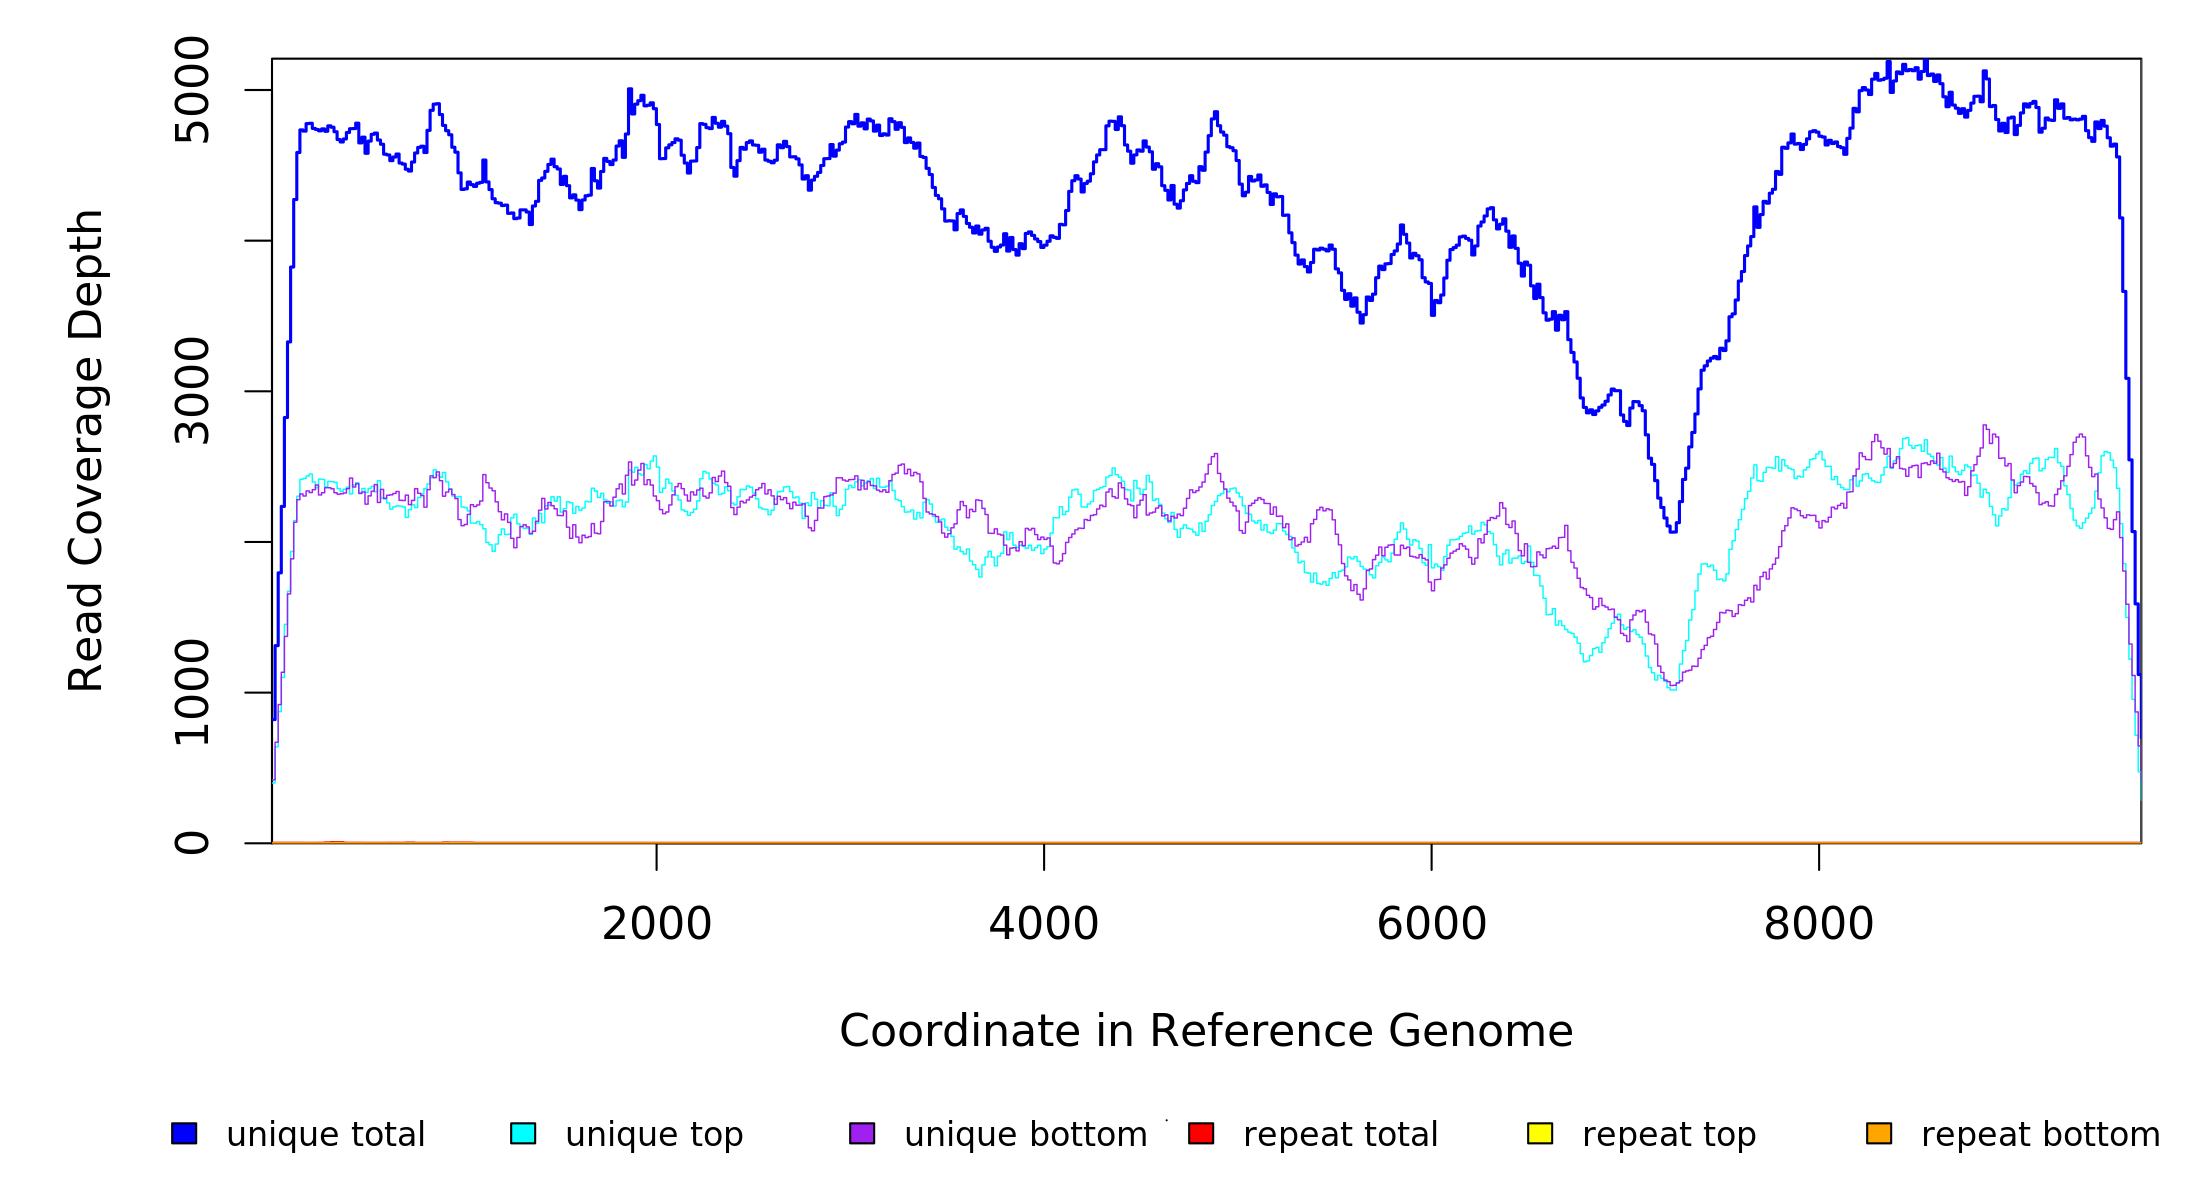 Read Coverage Depth
5000
3000
1000
0
2000 4000 6000 8000
Coordinate in Reference Genome
unique total unique top unique bottom repeat total repeat top repeat bottom